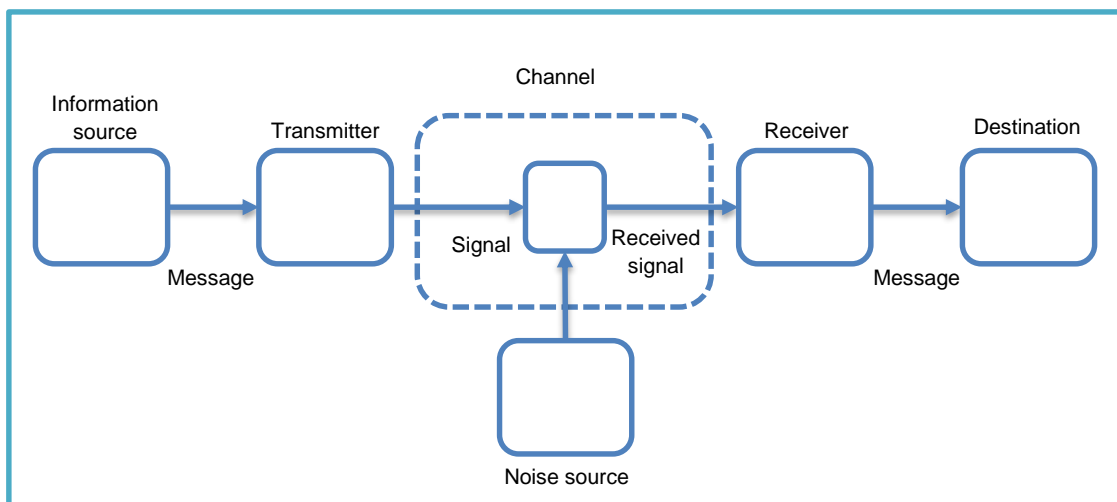 Channel
Information
source
Transmitter
Receiver
Destination
Signal
Received
signal
Message
Message
Noise source